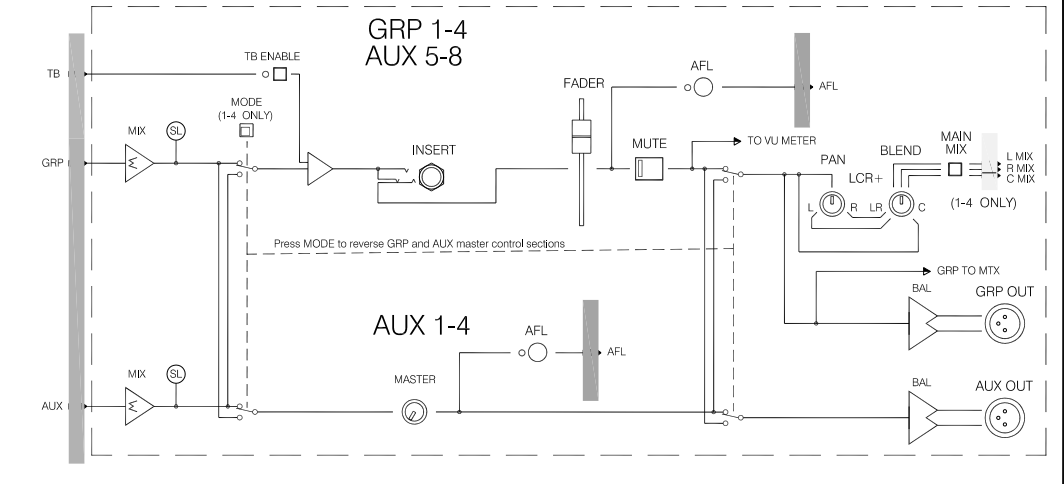 GRP 1-4
AUX 5-8
TB
TB ENABLE
MODE
(1-4 ONLY)
MIX
SL
GRP
Σ
INSERT
FADER
AFL
AFL
MUTE
TO VU METER
PAN
LCR+
BLEND
MAIN
MIX
L MIX
R MIX
C MIX
(1-4 ONLY)
L
R
LR
C
Press MODE to reverse GRP and AUX master control sections
GRP TO MTX
BAL
GRP OUT
AUX 1-4
AFL
AFL
MIX
SL
MASTER
AUX
Σ
BAL
AUX OUT